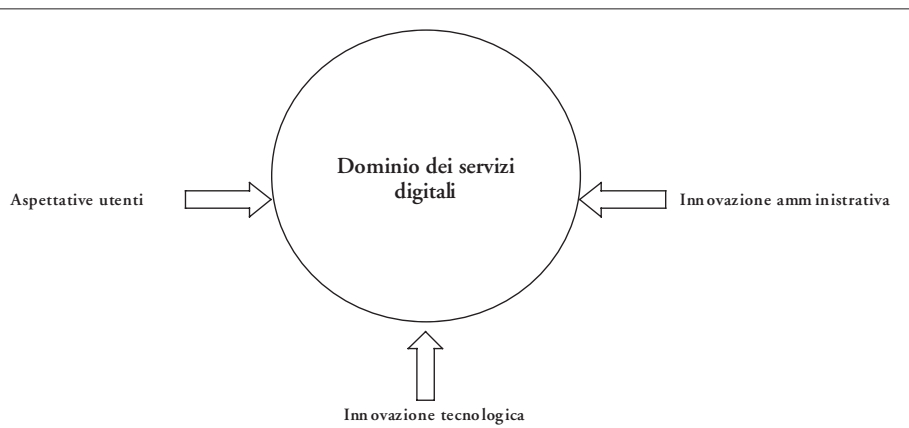 Dominio dei servizi
digitali
Aspettative utenti
Innovazione amministrativa
Innovazione tecnologica